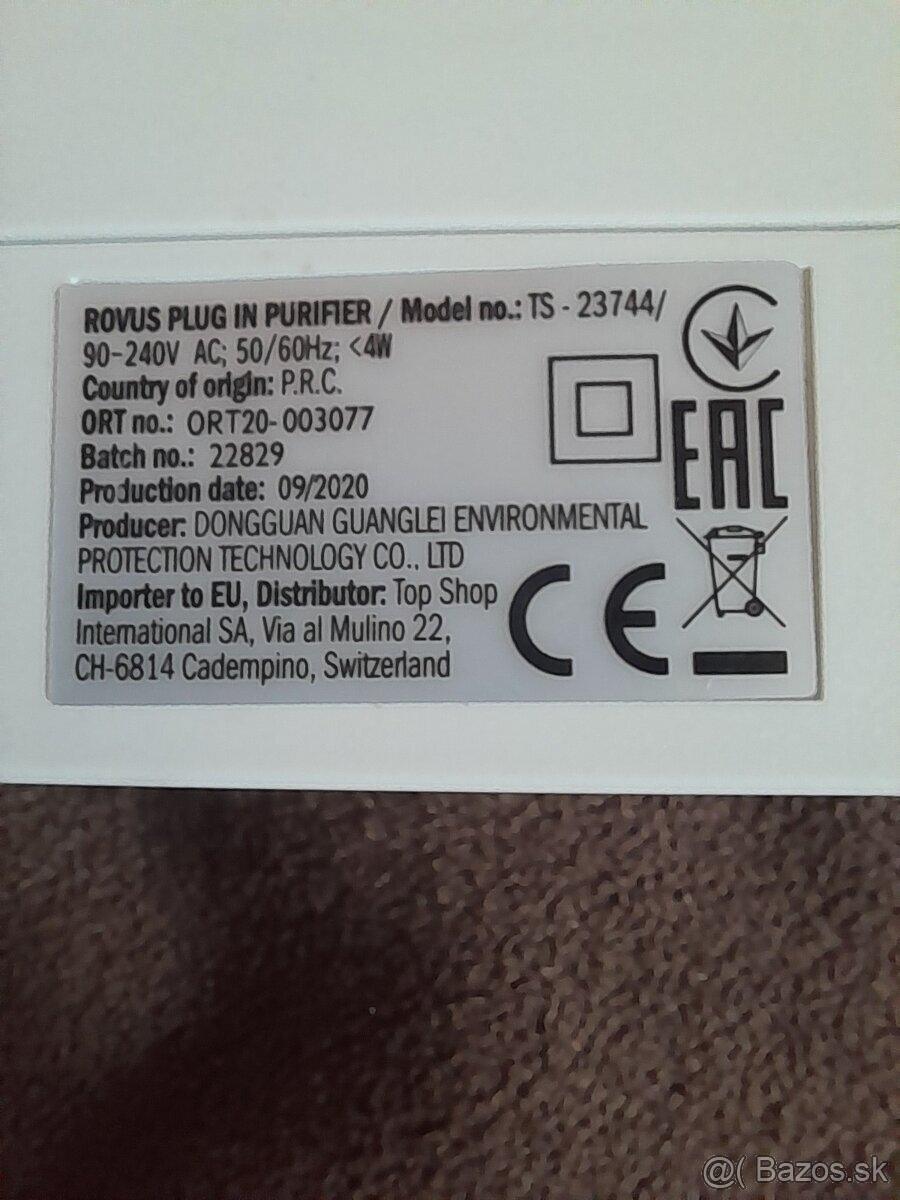 ROVUS PLUG IN PURIFIER / Model no.: TS - 23744/
90-240V AC; 50/60Hz; <4W
Country of origin: P.R.C.
ORT no.: ORT20-003077
Batch no.: 22829
Production date: 09/2020
Producer: DONGGUAN GUANGLEI ENVIRONMENTAL
PROTECTION TECHNOLOGY CO., LTD
Importer to EU, Distributor: Top Shop
International SA, Via al Mulino 22,
CH-6814 Cadempino, Switzerland
EAC
CE
@( Bazos.sk